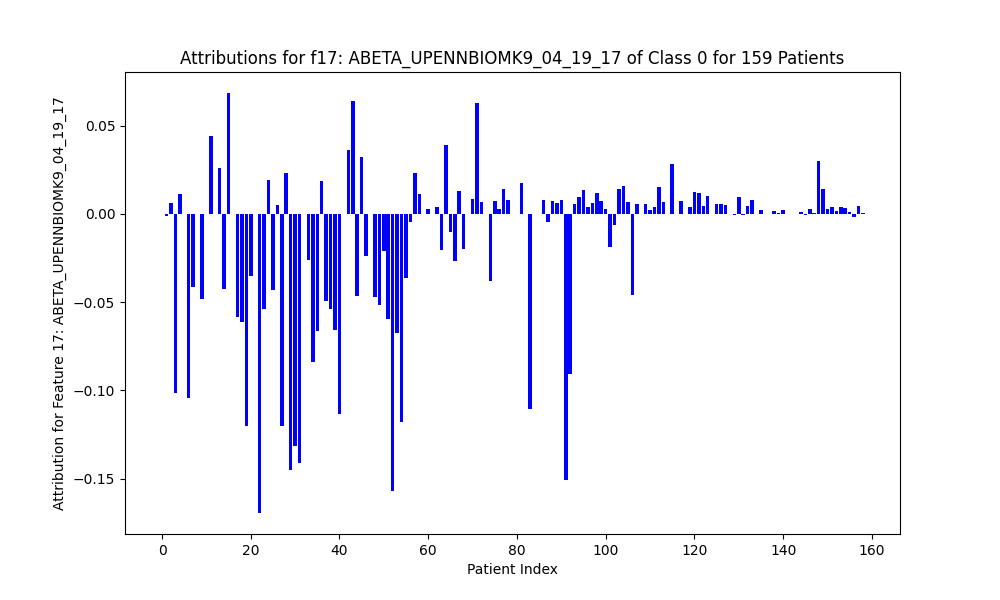 Attributions for f17: ABETA_UPENNBIOMK9_04_19_17 of Class 0 for 159 Patients
Attribution for Feature 17: ABETA_UPENNBIOMK9_04_19_17
0.05
0.00
−0.05
−0.10
−0.15
0 20 40 60 80 100 120 140 160
Patient Index